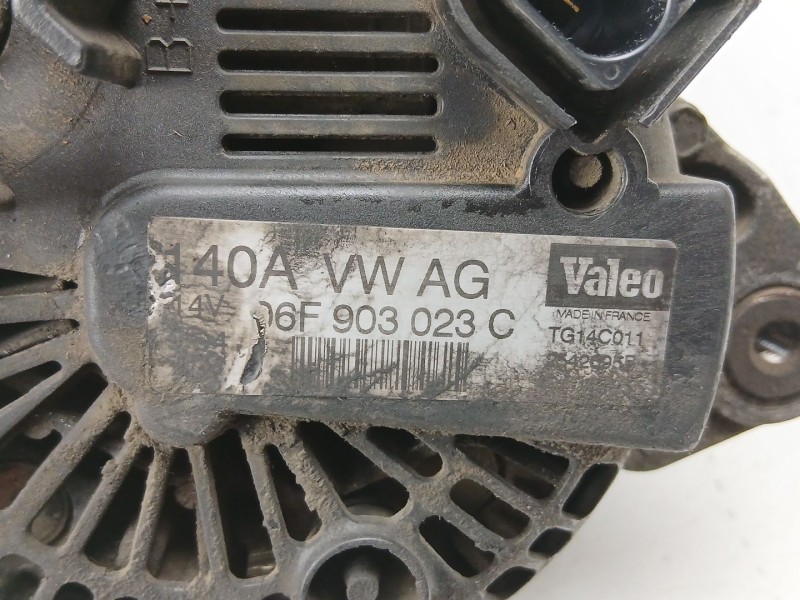 B+
140A VW AG
14V 06F 903 023 C
Valeo
MADE IN FRANCE
TG14C011